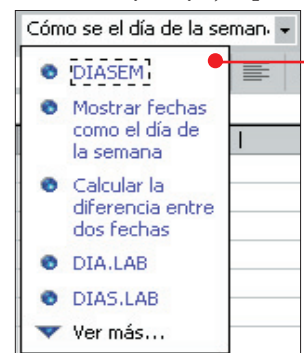 Cómo se el día de la seman.
DIASEM
Mostrar fechas
como el día de
la semana
Calcular la
diferencia entre
dos fechas
DIA.LAB
DIAS.LAB
Ver más...